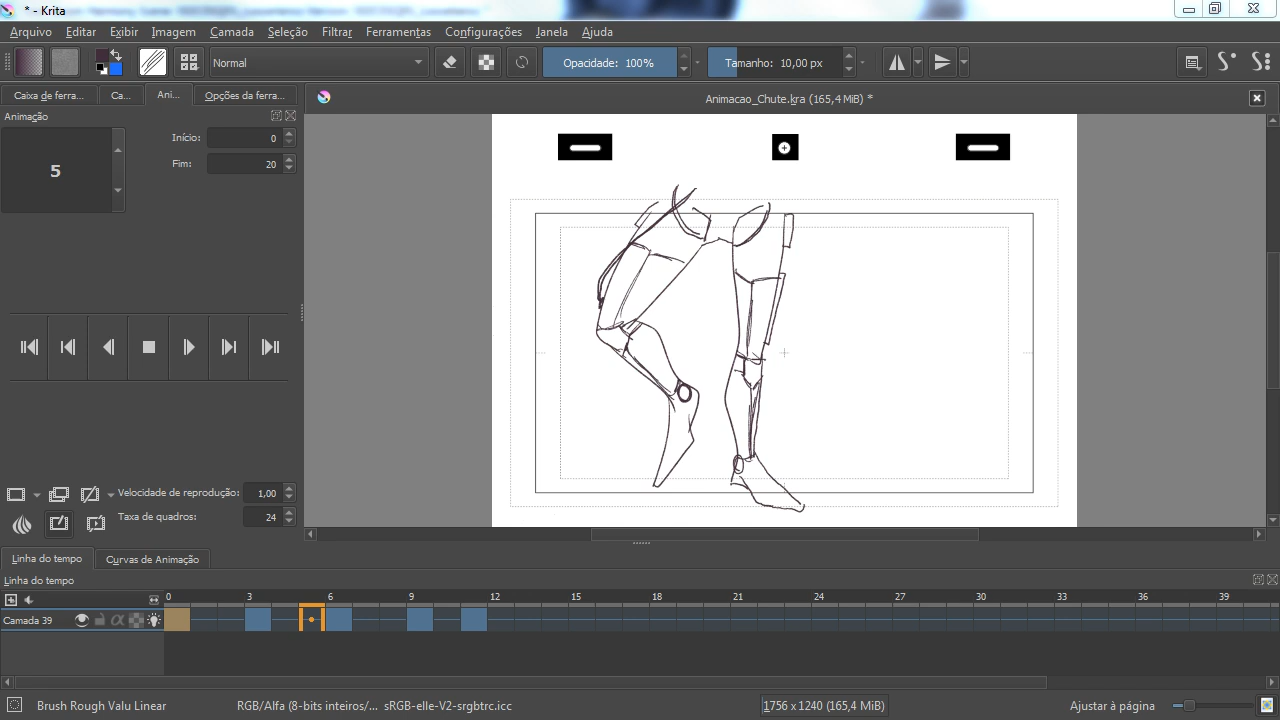 * - Krita
Arquivo Editar Exibir Imagem Camada Seleção Filtrar Ferramentas Configurações Janela Ajuda
Normal Opacidade: 100% Tamanho: 10,00 px
Caixa de ferra... Ca... Ani... Opções da ferra...
Animacao_Chute.kra (165,4 MiB) *
Animação
5
Início: 0
Fim: 20
Velocidade de reprodução: 1,00
Taxa de quadros: 24
Linha do tempo Curvas de Animação
Linha do tempo
0 3 6 9 12 15 18 21 24 27 30 33 36 39
Camada 39
Brush Rough Valu Linear RGB/Alfa (8-bits inteiros/... sRGB-elle-V2-srgbtrc.icc 1756 x 1240 (165,4 MiB) Ajustar à página